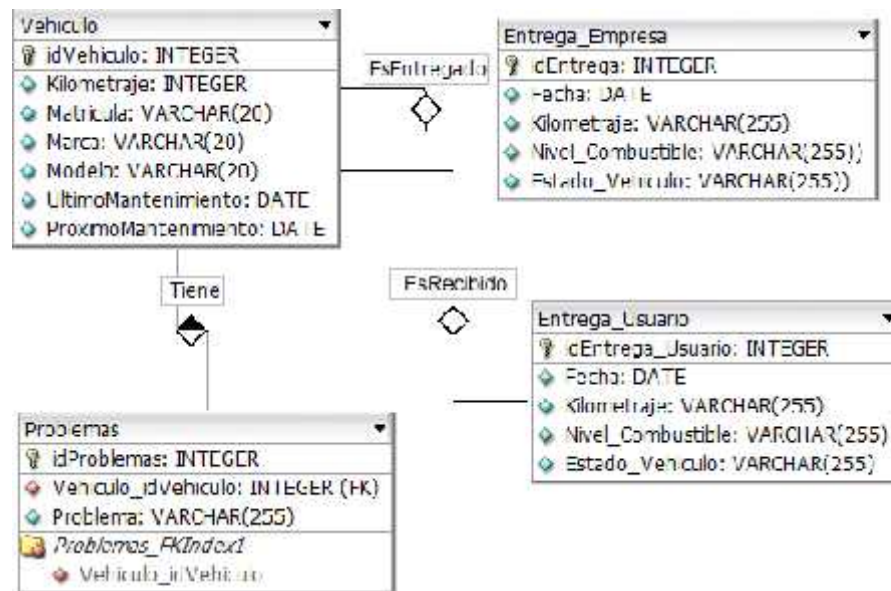 Vehiculo
idVehiculo: INTEGER
Kilometraje: INTEGER
Matricula: VARCHAR(20)
Marca: VARCHAR(20)
Modelo: VARCHAR(20)
UltimoMantenimiento: DATE
ProximoMantenimiento: DATE
EsEntregado
Entrega_Empresa
idEntrega: INTEGER
Fecha: DATE
Kilometraje: VARCHAR(255)
Nivel_Combustible: VARCHAR(255))
Estado_Vehiculo: VARCHAR(255))
Tiene
EsRecibido
Entrega_Usuario
idEntrega_Usuario: INTEGER
Fecha: DATE
Kilometraje: VARCHAR(255)
Nivel_Combustible: VARCHAR(255)
Estado_Vehiculo: VARCHAR(255)
Problemas
idProblemas: INTEGER
Vehiculo_idVehiculo: INTEGER (FK)
Problema: VARCHAR(255)
Problemas_FKIndex1
Vehiculo_idVehiculo